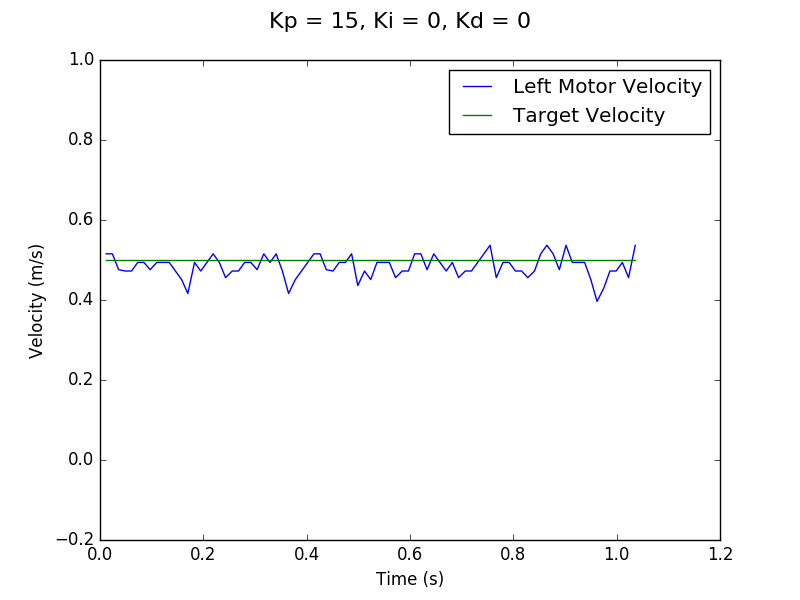 Kp = 15, Ki = 0, Kd = 0
Left Motor Velocity
Target Velocity
1.0
0.8
0.6
0.4
0.2
0.0
−0.2
Velocity (m/s)
0.0 0.2 0.4 0.6 0.8 1.0 1.2
Time (s)